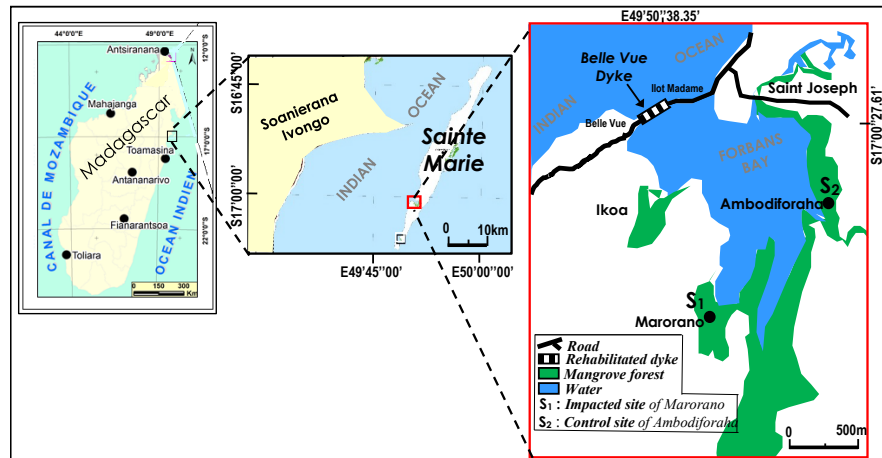 44°0'0"E
48°0'0"E
Antsiranana
N
12°0'0"S
Mahajanga
CANAL DE MOZAMBIQUE
Madagascar
17°0'0"S
Toamasina
Antananarivo
Fianarantsoa
OCEAN INDIEN
22°0'0"S
Toliara
0 150 300
Km
S16°45'00"
S17°00'00"
Soanierana
Ivongo
INDIAN
OCEAN
Sainte
Marie
0 10km
E49°45''00'
E50°00'00'
E49°50''38.35'
S17°00''27.61'
INDIAN
OCEAN
Belle Vue
Dyke
Ilot Madame
Belle Vue
Saint Joseph
FORBANS
BAY
S2
Ambodiforaha
Ikoa
S1
Marorano
Road
Rehabilitated dyke
Mangrove forest
Water
S1 : Impacted site of Marorano
S2 : Control site of Ambodiforaha
0 500m